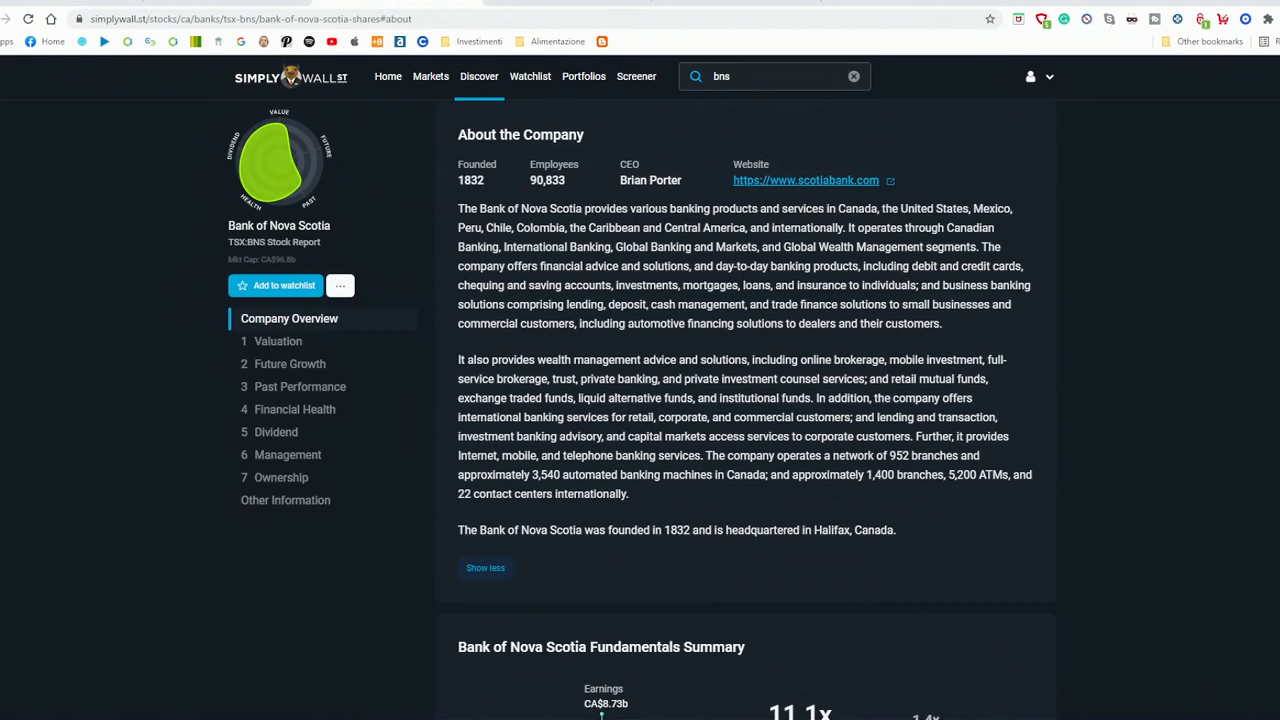 simplywall.st/stocks/ca/banks/tsx-bns/bank-of-nova-scotia-shares#about
Home
Investimenti
Alimentazione
Other bookmarks
SIMPLY WALL ST
Home Markets Discover Watchlist Portfolios Screener
bns
VALUE
FUTURE
PAST
HEALTH
DIVIDEND
Bank of Nova Scotia
TSX:BNS Stock Report
Mkt Cap: CA$96.8b
Add to watchlist
...
Company Overview
1 Valuation
2 Future Growth
3 Past Performance
4 Financial Health
5 Dividend
6 Management
7 Ownership
Other Information
About the Company
Founded Employees CEO Website
1832 90,833 Brian Porter https://www.scotiabank.com
The Bank of Nova Scotia provides various banking products and services in Canada, the United States, Mexico,
Peru, Chile, Colombia, the Caribbean and Central America, and internationally. It operates through Canadian
Banking, International Banking, Global Banking and Markets, and Global Wealth Management segments. The
company offers financial advice and solutions, and day-to-day banking products, including debit and credit cards,
chequing and saving accounts, investments, mortgages, loans, and insurance to individuals; and business banking
solutions comprising lending, deposit, cash management, and trade finance solutions to small businesses and
commercial customers, including automotive financing solutions to dealers and their customers.
It also provides wealth management advice and solutions, including online brokerage, mobile investment, full-
service brokerage, trust, private banking, and private investment counsel services; and retail mutual funds,
exchange traded funds, liquid alternative funds, and institutional funds. In addition, the company offers
international banking services for retail, corporate, and commercial customers; and lending and transaction,
investment banking advisory, and capital markets access services to corporate customers. Further, it provides
Internet, mobile, and telephone banking services. The company operates a network of 952 branches and
approximately 3,540 automated banking machines in Canada; and approximately 1,400 branches, 5,200 ATMs, and
22 contact centers internationally.
The Bank of Nova Scotia was founded in 1832 and is headquartered in Halifax, Canada.
Show less
Bank of Nova Scotia Fundamentals Summary
Earnings
CA$8.73b
11.1x